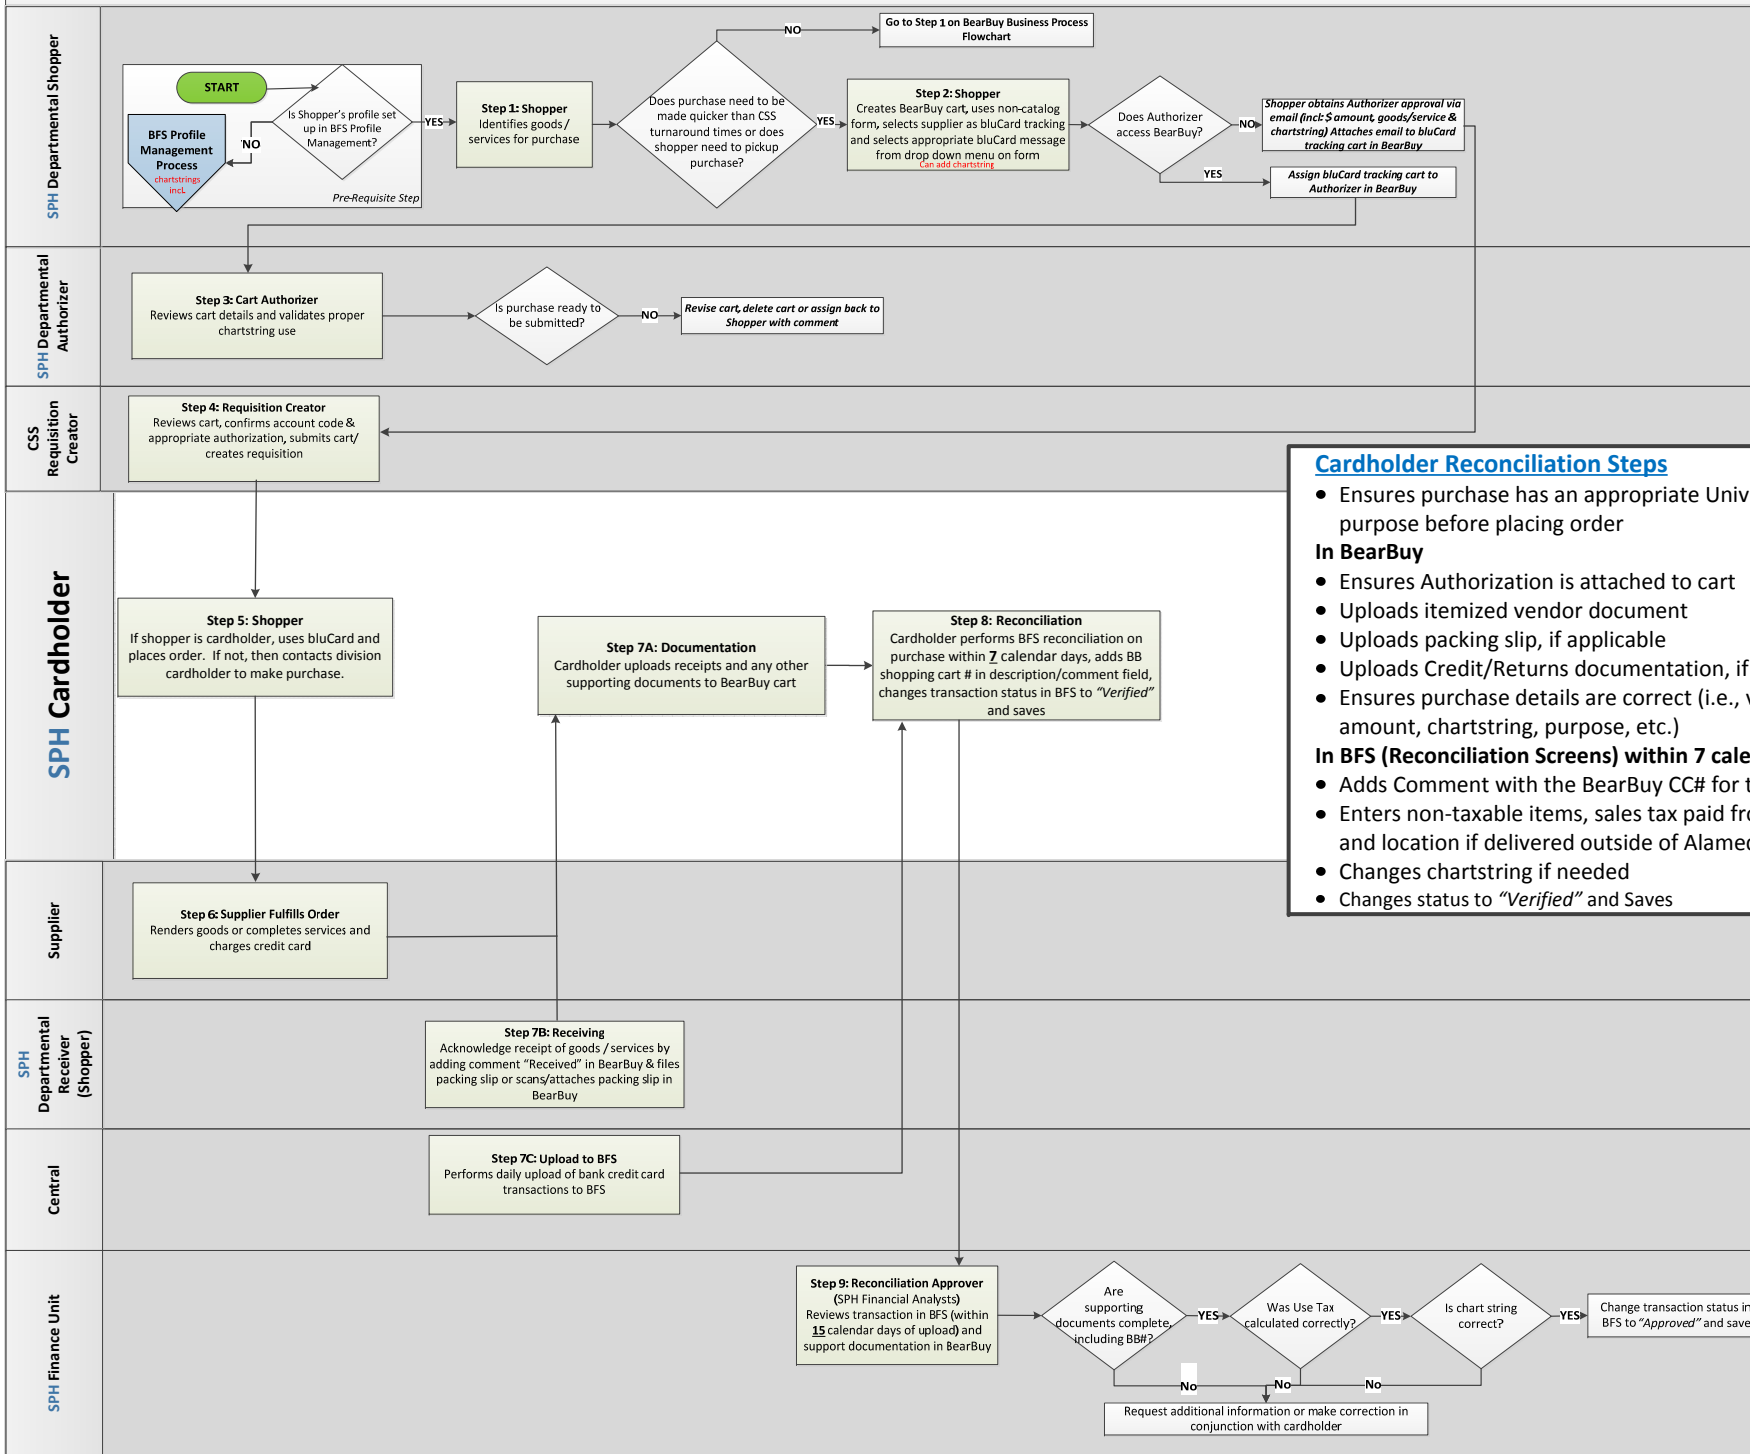 SPH Departmental Shopper
START
Is Shopper's profile set
up in BFS Profile
Management?
NO
BFS Profile
Management
Process
chartstrings
incl.
Pre-Requisite Step
YES
Step 1: Shopper
Identifies goods /
services for purchase
Does purchase need to be
made quicker than CSS
turnaround times or does
shopper need to pickup
purchase?
NO
Go to Step 1 on BearBuy Business Process
Flowchart
YES
Step 2: Shopper
Creates BearBuy cart, uses non-catalog
form, selects supplier as bluCard tracking
and selects appropriate bluCard message
from drop down menu on form
Can add chartstring
Does Authorizer
access BearBuy?
NO
Shopper obtains Authorizer approval via
email (incl: $ amount, goods/service &
chartstring) Attaches email to bluCard
tracking cart in BearBuy
YES
Assign bluCard tracking cart to
Authorizer in BearBuy
SPH Departmental
Authorizer
Step 3: Cart Authorizer
Reviews cart details and validates proper
chartstring use
Is purchase ready to
be submitted?
NO
Revise cart, delete cart or assign back to
Shopper with comment
CSS
Requisition
Creator
Step 4: Requisition Creator
Reviews cart, confirms account code &
appropriate authorization, submits cart/
creates requisition
SPH Cardholder
Step 5: Shopper
If shopper is cardholder, uses bluCard and
places order. If not, then contacts division
cardholder to make purchase.
Step 7A: Documentation
Cardholder uploads receipts and any other
supporting documents to BearBuy cart
Step 8: Reconciliation
Cardholder performs BFS reconciliation on
purchase within 7 calendar days, adds BB
shopping cart # in description/comment field,
changes transaction status in BFS to "Verified"
and saves
Cardholder Reconciliation Steps
• Ensures purchase has an appropriate Univ
purpose before placing order
In BearBuy
• Ensures Authorization is attached to cart
• Uploads itemized vendor document
• Uploads packing slip, if applicable
• Uploads Credit/Returns documentation, if
• Ensures purchase details are correct (i.e., v
amount, chartstring, purpose, etc.)
In BFS (Reconciliation Screens) within 7 cale
• Adds Comment with the BearBuy CC# for t
• Enters non-taxable items, sales tax paid fro
and location if delivered outside of Alamed
• Changes chartstring if needed
• Changes status to "Verified" and Saves
Supplier
Step 6: Supplier Fulfills Order
Renders goods or completes services and
charges credit card
SPH
Departmental
Receiver
(Shopper)
Step 7B: Receiving
Acknowledge receipt of goods / services by
adding comment "Received" in BearBuy & files
packing slip or scans/attaches packing slip in
BearBuy
Central
Step 7C: Upload to BFS
Performs daily upload of bank credit card
transactions to BFS
SPH Finance Unit
Step 9: Reconciliation Approver
(SPH Financial Analysts)
Reviews transaction in BFS (within
15 calendar days of upload) and
support documentation in BearBuy
Are
supporting
documents complete,
including BB#?
YES
Was Use Tax
calculated correctly?
YES
Is chart string
correct?
YES
Change transaction status in
BFS to "Approved" and save
No
No
No
Request additional information or make correction in
conjunction with cardholder